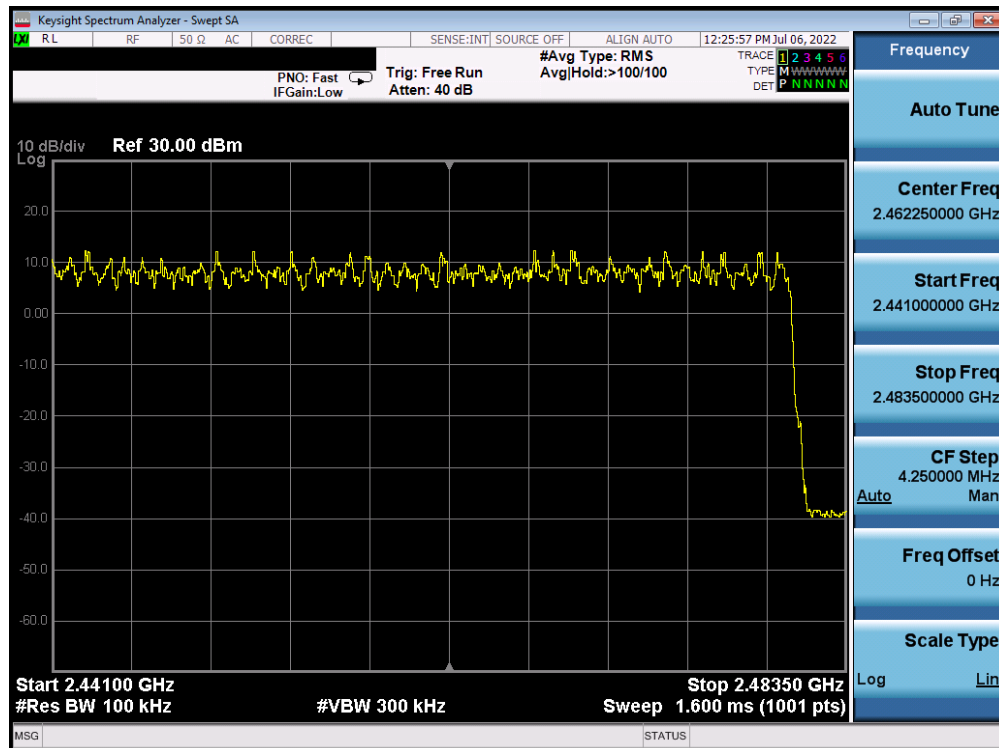 Keysight Spectrum Analyzer - Swept SA
LXI RL RF 50 Ω AC CORREC SENSE:INT SOURCE OFF ALIGN AUTO 12:25:57 PM Jul 06, 2022
PNO: Fast
IFGain:Low
Trig: Free Run
Atten: 40 dB
#Avg Type: RMS
Avg|Hold:>100/100
TRACE 1 2 3 4 5 6
TYPE M WWWWWW
DET P N N N N N
10 dB/div Ref 30.00 dBm
Log
20.0
10.0
0.00
-10.0
-20.0
-30.0
-40.0
-50.0
-60.0
Start 2.44100 GHz Stop 2.48350 GHz
#Res BW 100 kHz #VBW 300 kHz Sweep 1.600 ms (1001 pts)
MSG STATUS
Frequency
Auto Tune
Center Freq
2.462250000 GHz
Start Freq
2.441000000 GHz
Stop Freq
2.483500000 GHz
CF Step
4.250000 MHz
Auto Man
Freq Offset
0 Hz
Scale Type
Log Lin